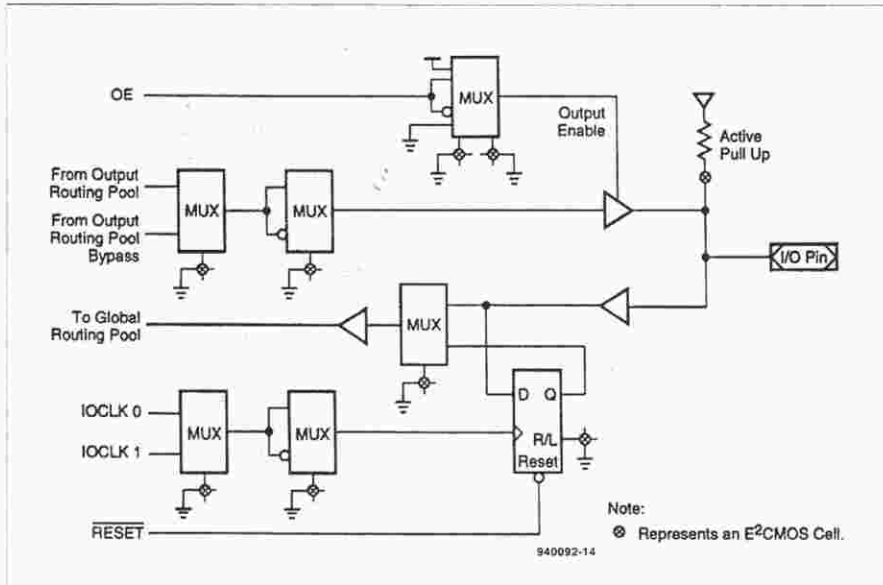 OE
MUX
Output
Enable
Active
Pull Up
From Output
Routing Pool
MUX
MUX
From Output
Routing Pool
Bypass
I/O Pin
To Global
Routing Pool
MUX
IOCLK 0
MUX
MUX
IOCLK 1
D Q
R/L
Reset
RESET
Note:
⊗ Represents an E²CMOS Cell.
940092-14